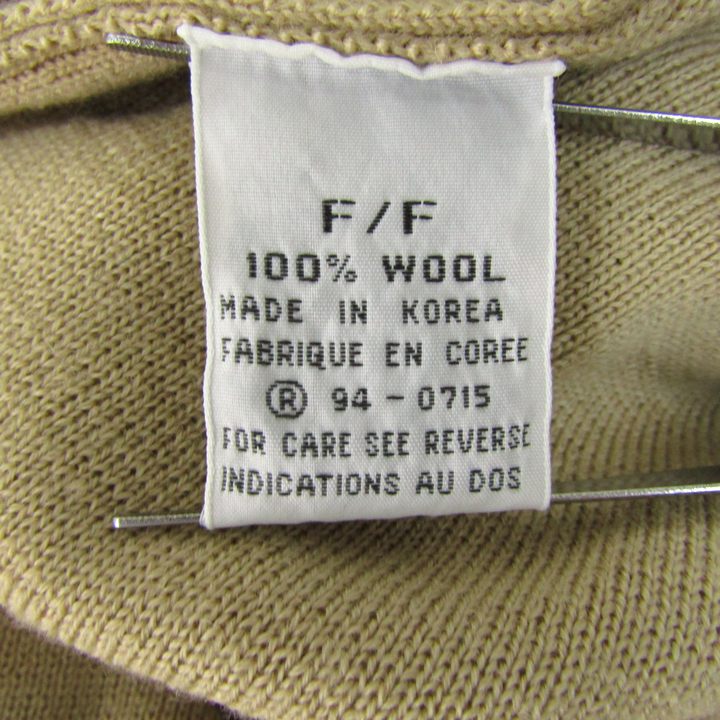 F/F
100% WOOL
MADE IN KOREA
FABRIQUE EN COREE
® 94-0715
FOR CARE SEE REVERSE
INDICATIONS AU DOS